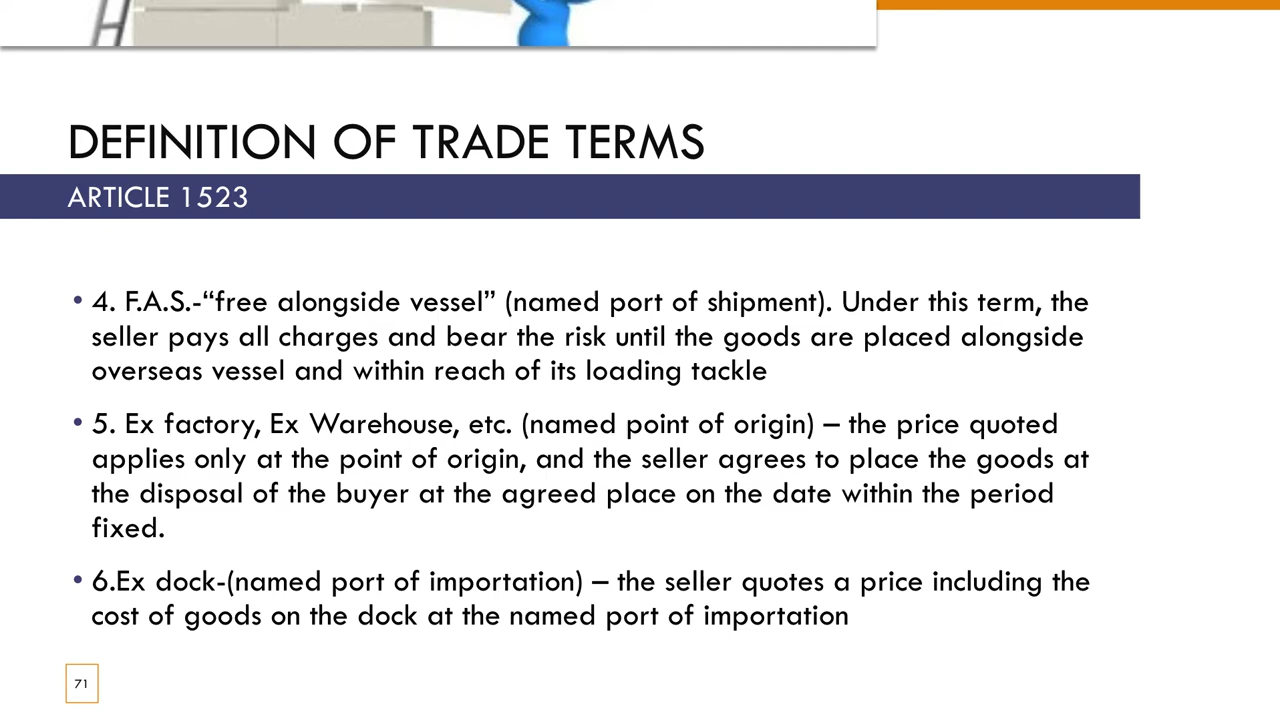 DEFINITION OF TRADE TERMS
ARTICLE 1523
• 4. F.A.S.-“free alongside vessel” (named port of shipment). Under this term, the
seller pays all charges and bear the risk until the goods are placed alongside
overseas vessel and within reach of its loading tackle
• 5. Ex factory, Ex Warehouse, etc. (named point of origin) – the price quoted
applies only at the point of origin, and the seller agrees to place the goods at
the disposal of the buyer at the agreed place on the date within the period
fixed.
• 6.Ex dock-(named port of importation) – the seller quotes a price including the
cost of goods on the dock at the named port of importation
71